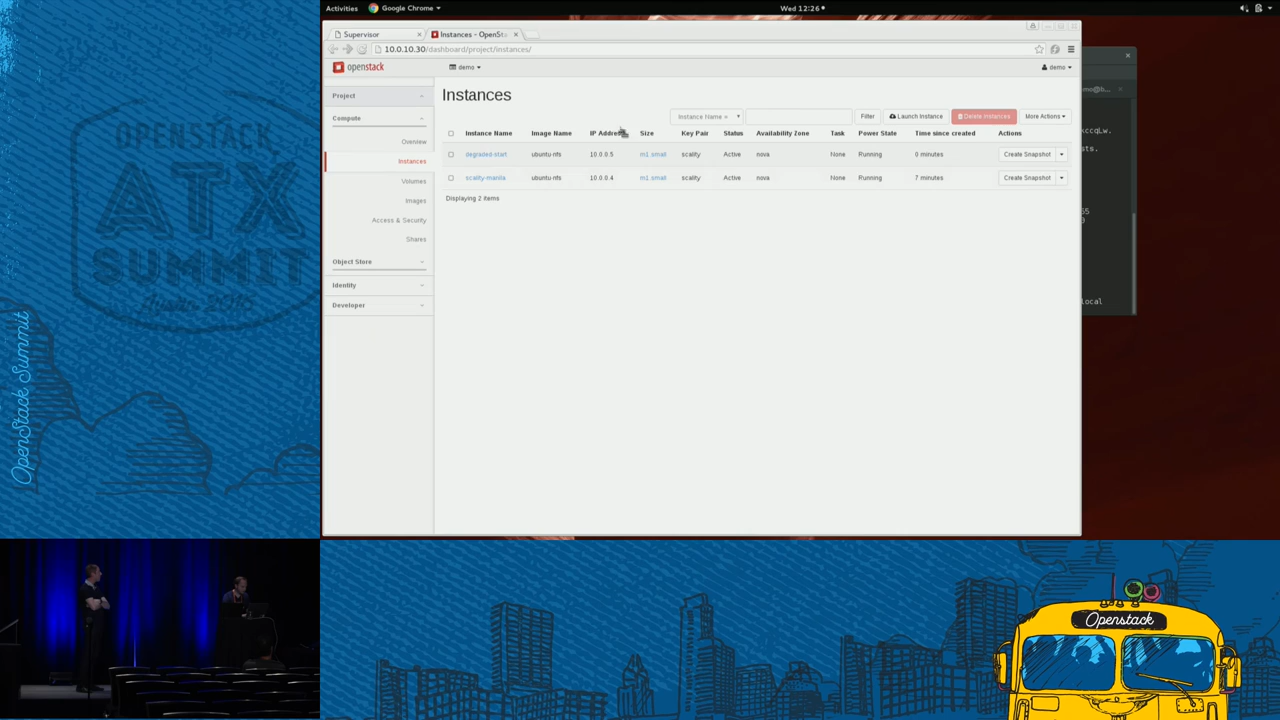 Activities Google Chrome Wed 12:26
Supervisor × Instances - OpenSt ×
10.0.10.30/dashboard/project/instances/
openstack demo demo
Project
Compute
Overview
Instances
Volumes
Images
Access & Security
Shares
Object Store
Identity
Developer
Instances
Instance Name = Filter Launch Instance Delete Instances More Actions
Instance Name Image Name IP Address Size Key Pair Status Availability Zone Task Power State Time since created Actions
degraded-start ubuntu-nfs 10.0.0.5 m1.small scality Active nova None Running 0 minutes Create Snapshot
scality-manila ubuntu-nfs 10.0.0.4 m1.small scality Active nova None Running 7 minutes Create Snapshot
Displaying 2 items
kccqLw.
sts.
local
OpenStack Summit
ATX
SUMMIT
Austin 2016
Openstack